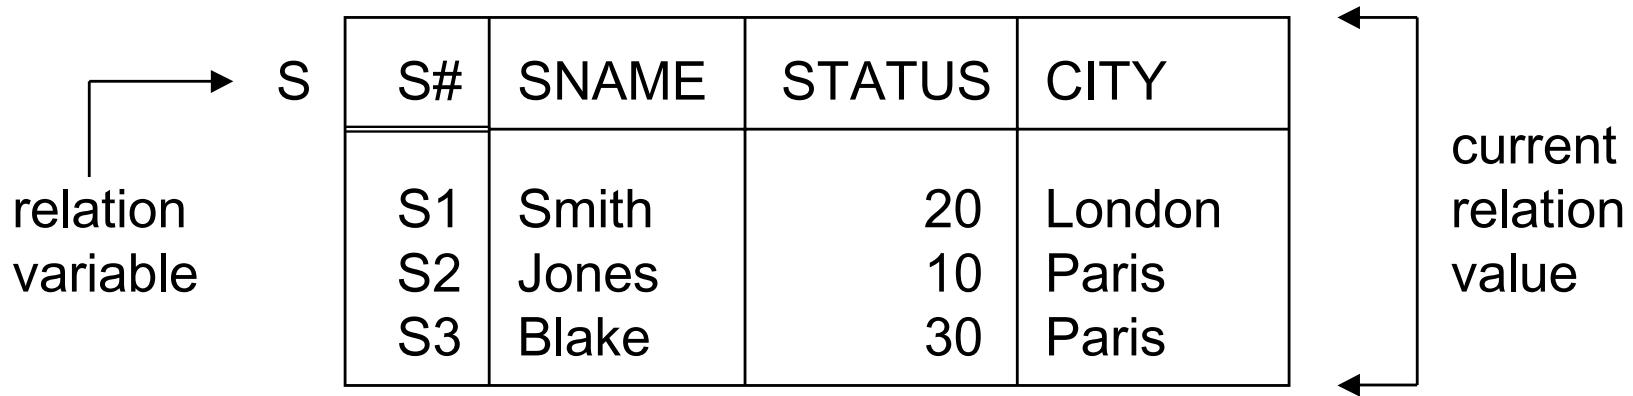 S S# SNAME STATUS CITY
S1 Smith 20 London
S2 Jones 10 Paris
S3 Blake 30 Paris
relation
variable
current
relation
value